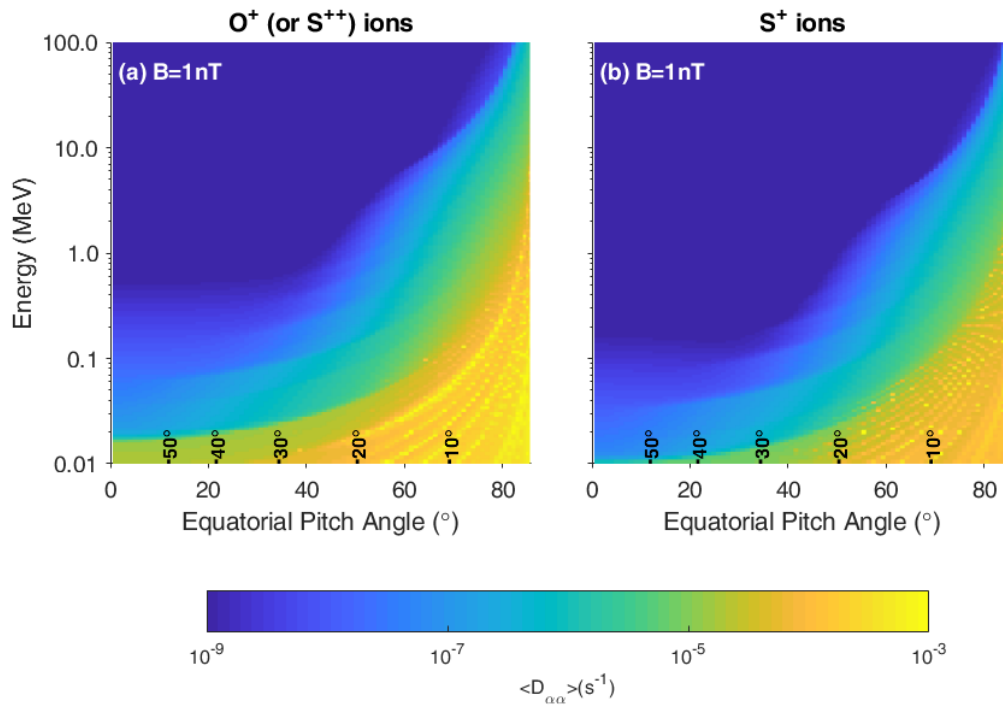 O⁺ (or S⁺⁺) ions
S⁺ ions
(a) B=1nT
(b) B=1nT
Energy (MeV)
100.0
10.0
1.0
0.1
0.01
-50°
-40°
-30°
-20°
-10°
-50°
-40°
-30°
-20°
-10°
0 20 40 60 80
0 20 40 60 80
Equatorial Pitch Angle (°)
Equatorial Pitch Angle (°)
10⁻⁹ 10⁻⁷ 10⁻⁵ 10⁻³
<D_αα>(s⁻¹)